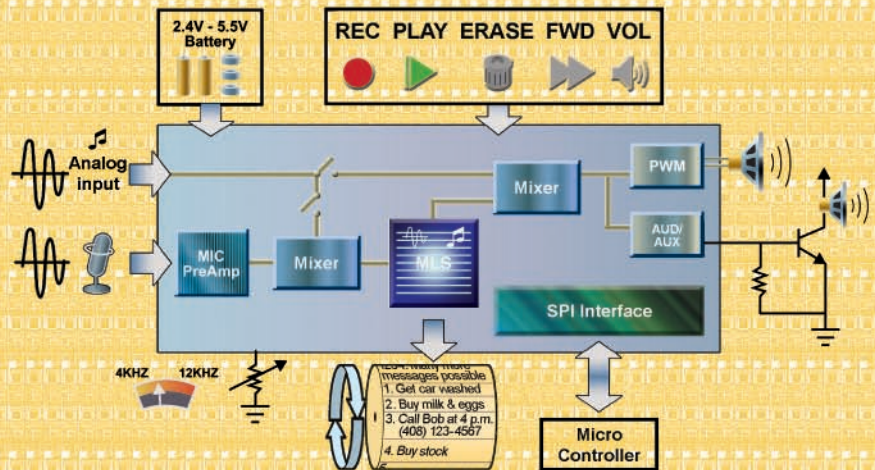 2.4V - 5.5V
Battery
REC PLAY ERASE FWD VOL
Analog
input
MIC
PreAmp
Mixer
MLS
Mixer
PWM
AUD/
AUX
SPI Interface
4KHZ 12KHZ
messages possible
1. Get car washed
2. Buy milk & eggs
3. Call Bob at 4 p.m.
(408) 123-4567
4. Buy stock
Micro
Controller